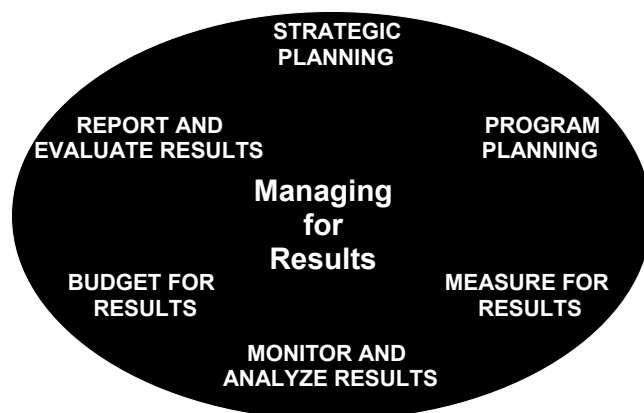 STRATEGIC
PLANNING
REPORT AND
EVALUATE RESULTS
PROGRAM
PLANNING
Managing
for
Results
BUDGET FOR
RESULTS
MEASURE FOR
RESULTS
MONITOR AND
ANALYZE RESULTS